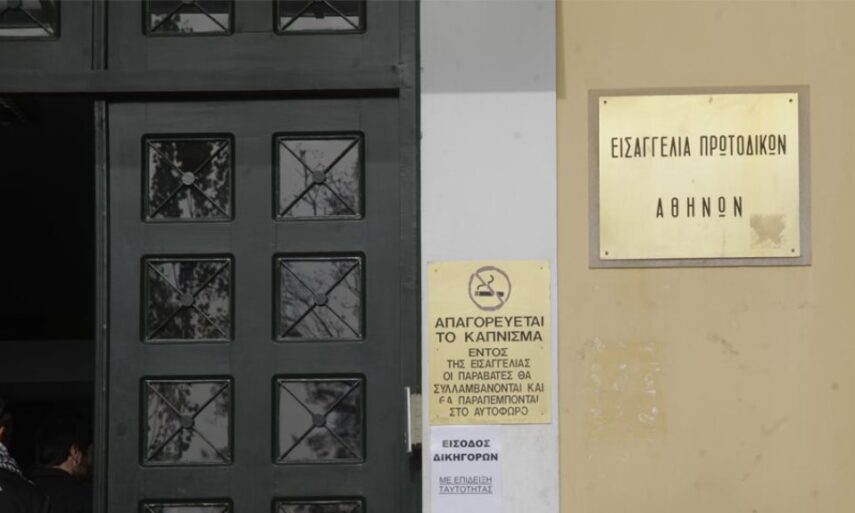 ΕΙΣΑΓΓΕΛΙΑ ΠΡΩΤΟΔΙΚΩΝ
ΑΘΗΝΩΝ
ΑΠΑΓΟΡΕΥΕΤΑΙ
ΤΟ ΚΑΠΝΙΣΜΑ
ΕΝΤΟΣ
ΤΗΣ ΕΙΣΑΓΓΕΛΙΑΣ
ΟΙ ΠΑΡΑΒΑΤΕΣ ΘΑ
ΣΥΛΛΑΜΒΑΝΟΝΤΑΙ ΚΑΙ
ΘΑ ΠΑΡΑΠΕΜΠΟΝΤΑΙ
ΣΤΟ ΑΥΤΟΦΩΡΟ
ΕΙΣΟΔΟΣ
ΔΙΚΗΓΟΡΩΝ
ΜΕ ΕΠΙΔΕΙΞΗ
ΤΑΥΤΟΤΗΤΑΣ